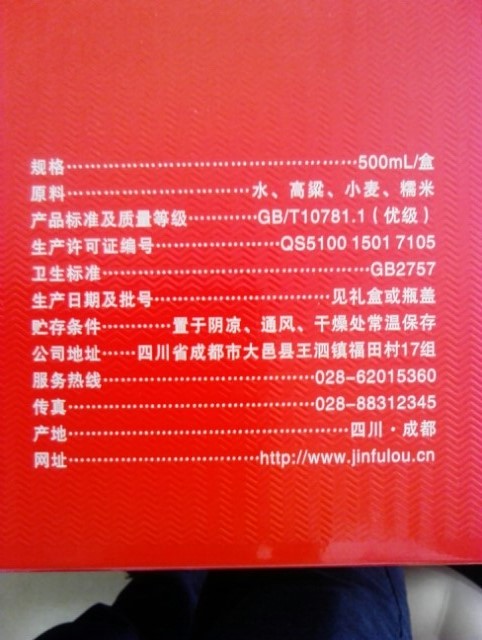 规格……………………………………500mL/盒
原料…………………………水、高粱、小麦、糯米
产品标准及质量等级…………GB/T10781.1（优级）
生产许可证编号………………QS5100 1501 7105
卫生标准…………………………………GB2757
生产日期及批号……………………见礼盒或瓶盖
贮存条件…………置于阴凉、通风、干燥处常温保存
公司地址……四川省成都市大邑县王泗镇福田村17组
服务热线…………………………028-62015360
传真………………………………028-88312345
产地……………………………………四川·成都
网址…………………………http://www.jinfulou.cn